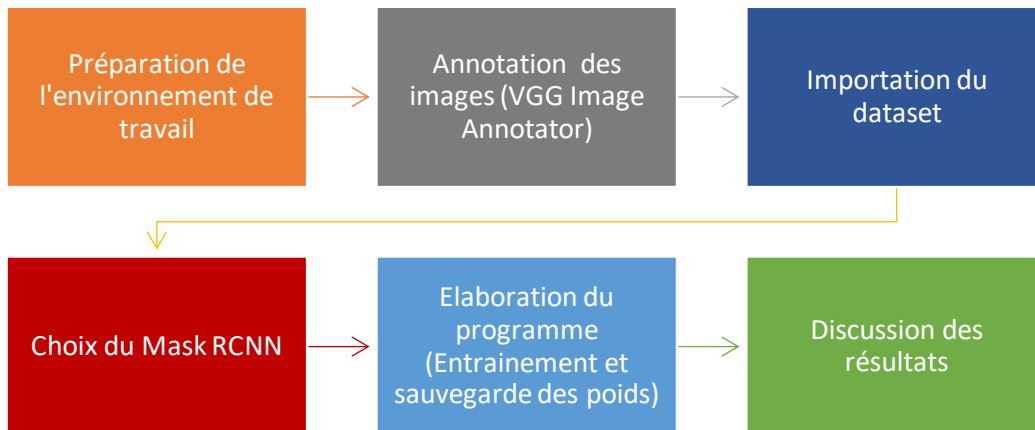 Préparation de
l'environnement de
travail
Annotation des
images (VGG Image
Annotator)
Importation du
dataset
Choix du Mask RCNN
Elaboration du
programme
(Entrainement et
sauvegarde des poids)
Discussion des
résultats